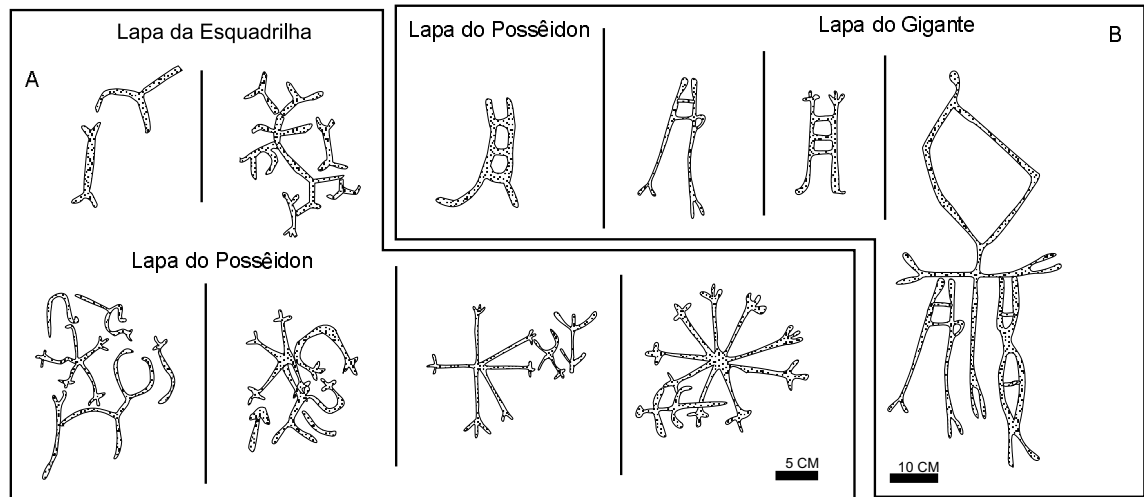 A
Lapa da Esquadrilha
Lapa do Possêidon
5 CM
B
Lapa do Possêidon
Lapa do Gigante
10 CM